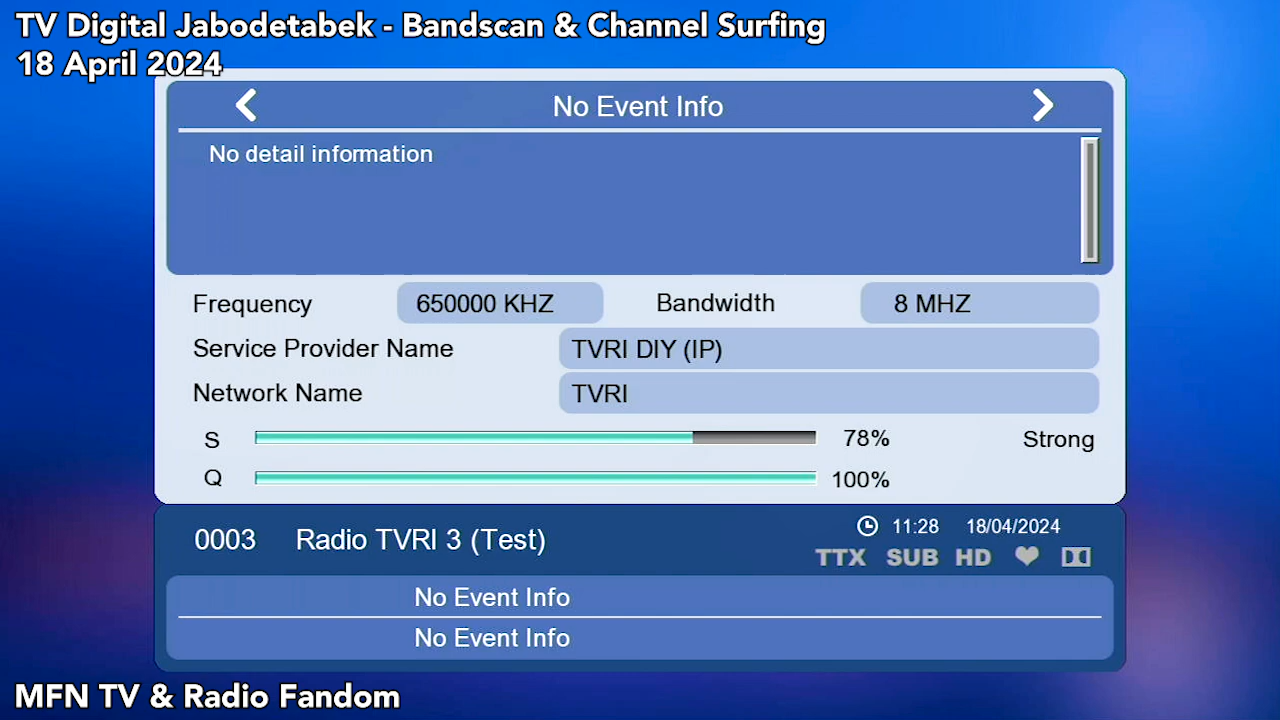 TV Digital Jabodetabek - Bandscan & Channel Surfing
18 April 2024
No Event Info
No detail information
Frequency 650000 KHZ Bandwidth 8 MHZ
Service Provider Name TVRI DIY (IP)
Network Name TVRI
S 78% Strong
Q 100%
0003 Radio TVRI 3 (Test) 11:28 18/04/2024
TTX SUB HD
No Event Info
No Event Info
MFN TV & Radio Fandom